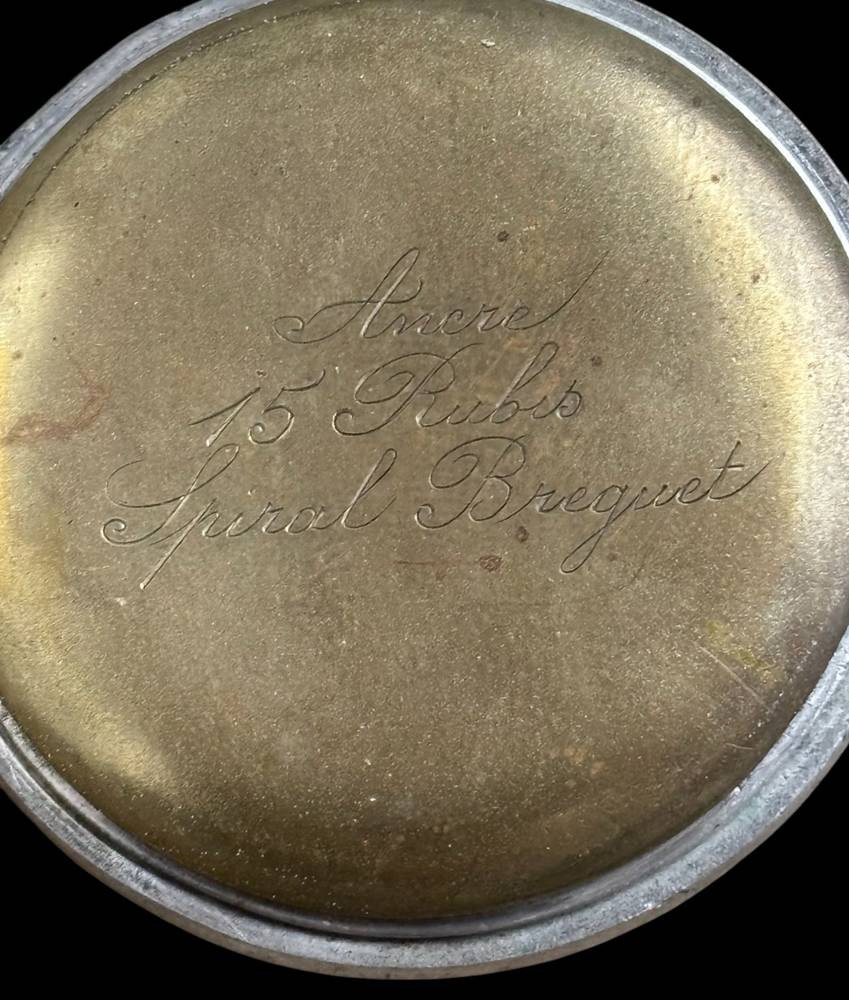 Ancre
15 Rubis
Spiral Breguet